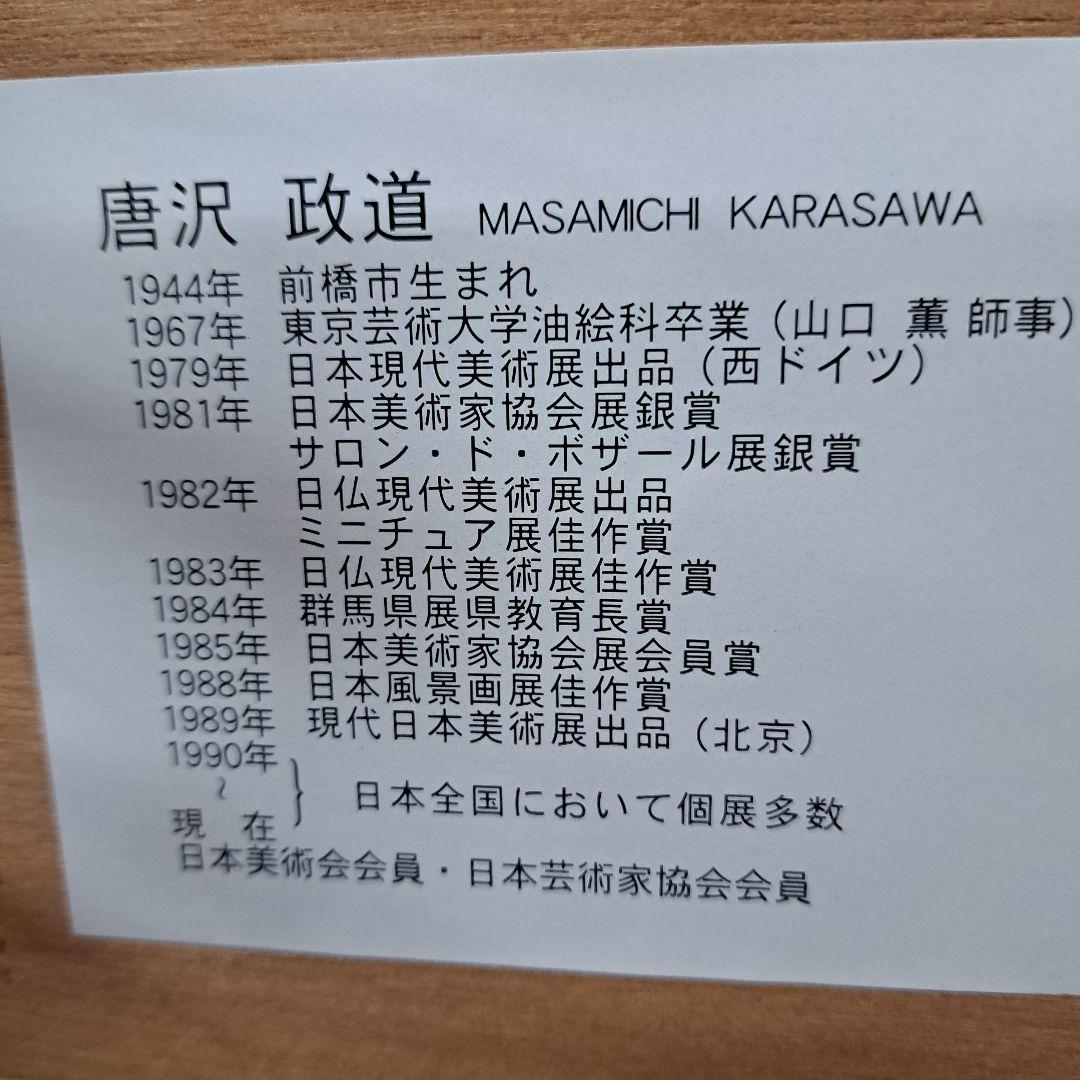 唐沢 政道 MASAMICHI KARASAWA
1944年 前橋市生まれ
1967年 東京芸術大学油絵科卒業（山口 薫 師事）
1979年 日本現代美術展出品（西ドイツ）
1981年 日本美術家協会展銀賞
サロン・ド・ボザール展銀賞
1982年 日仏現代美術展出品
ミニチュア展佳作賞
1983年 日仏現代美術展佳作賞
1984年 群馬県展県教育長賞
1985年 日本美術家協会展会員賞
1988年 日本風景画展佳作賞
1989年 現代日本美術展出品（北京）
1990年
～ } 日本全国において個展多数
現 在
日本美術会会員・日本芸術家協会会員